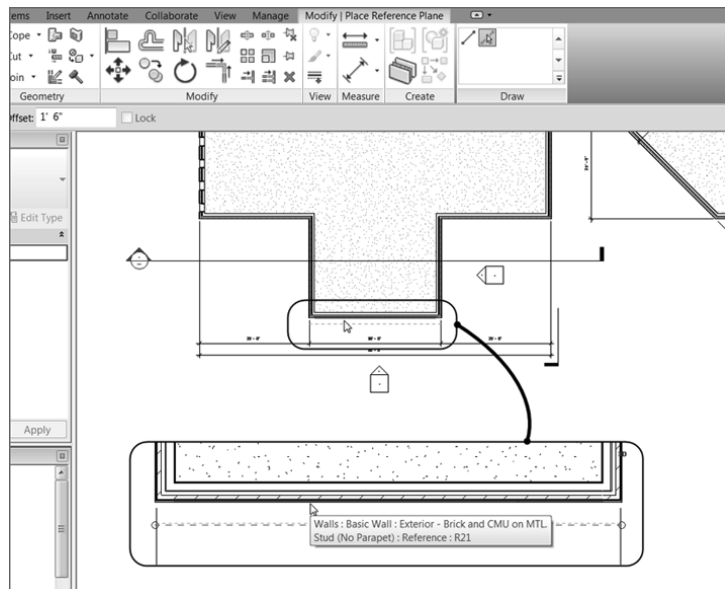 ems Insert Annotate Collaborate View Manage Modify | Place Reference Plane
ope
ut
oin
Geometry Modify View Measure Create Draw
ffset: 1' 6" Lock
Edit Type
Apply
Walls : Basic Wall : Exterior - Brick and CMU on MTL.
Stud (No Parapet) : Reference : R21